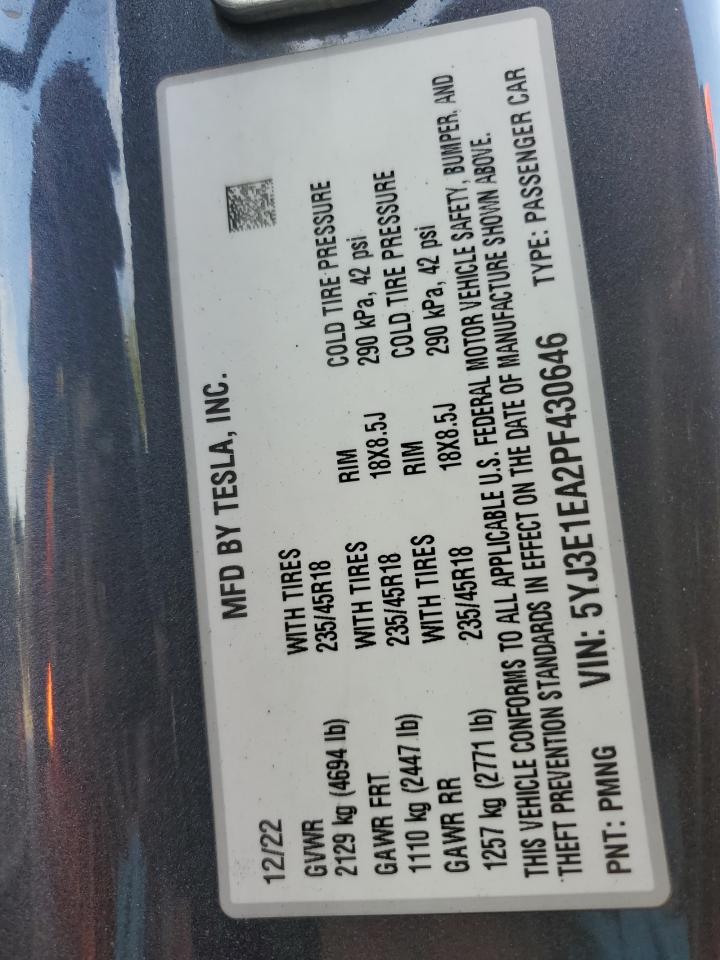 MFD BY TESLA, INC.
12/22
GVWR WITH TIRES RIM COLD TIRE PRESSURE
2129 kg (4694 lb) 235/45R18 18X8.5J 290 kPa, 42 psi
GAWR FRT WITH TIRES RIM COLD TIRE PRESSURE
1110 kg (2447 lb) 235/45R18 18X8.5J 290 kPa, 42 psi
GAWR RR WITH TIRES
1257 kg (2771 lb) 235/45R18
THIS VEHICLE CONFORMS TO ALL APPLICABLE U.S. FEDERAL MOTOR VEHICLE SAFETY, BUMPER, AND
THEFT PREVENTION STANDARDS IN EFFECT ON THE DATE OF MANUFACTURE SHOWN ABOVE.
PNT: PMNG VIN: 5YJ3E1EA2PF430646 TYPE: PASSENGER CAR